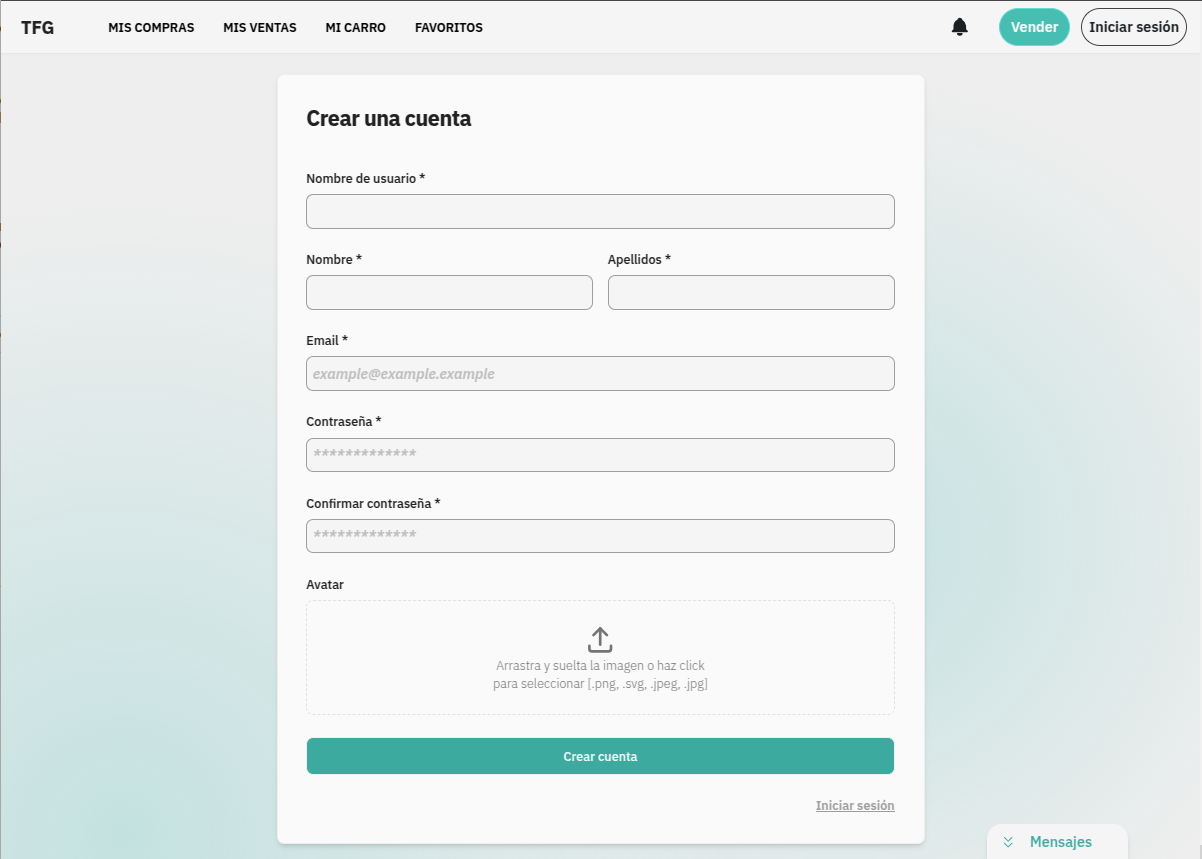 TFG MIS COMPRAS MIS VENTAS MI CARRO FAVORITOS Vender Iniciar sesión
Crear una cuenta
Nombre de usuario *
Nombre * Apellidos *
Email *
example@example.example
Contraseña *
*************
Confirmar contraseña *
*************
Avatar
Arrastra y suelta la imagen o haz click
para seleccionar [.png, .svg, .jpeg, .jpg]
Crear cuenta
Iniciar sesión
Mensajes